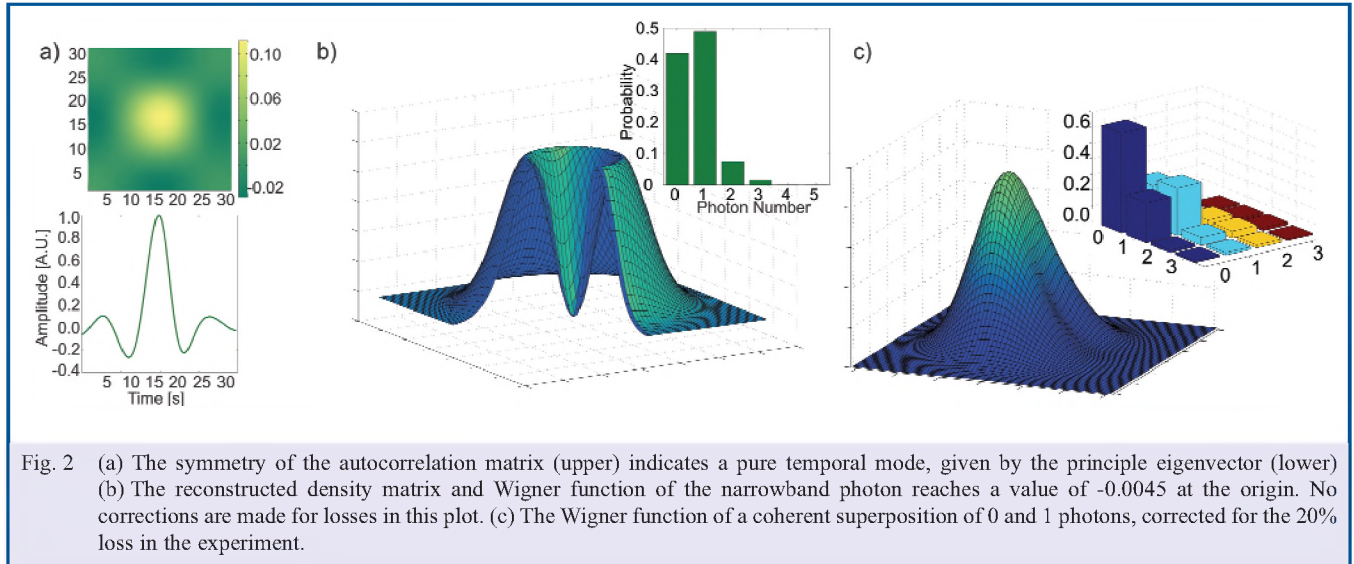 a)
30
25
20
15
10
5
5 10 15 20 25 30
0.10
0.06
0.02
-0.02
Amplitude [A.U.]
1.0
0.8
0.6
0.4
0.2
0.0
-0.2
-0.4
5 10 15 20 25 30
Time [s]
b)
Probability
0.5
0.4
0.3
0.2
0.1
0
0 1 2 3 4 5
Photon Number
c)
0.6
0.4
0.2
0.0
0 1 2 3
0 1 2 3
Fig. 2 (a) The symmetry of the autocorrelation matrix (upper) indicates a pure temporal mode, given by the principle eigenvector (lower)
(b) The reconstructed density matrix and Wigner function of the narrowband photon reaches a value of -0.0045 at the origin. No
corrections are made for losses in this plot. (c) The Wigner function of a coherent superposition of 0 and 1 photons, corrected for the 20%
loss in the experiment.